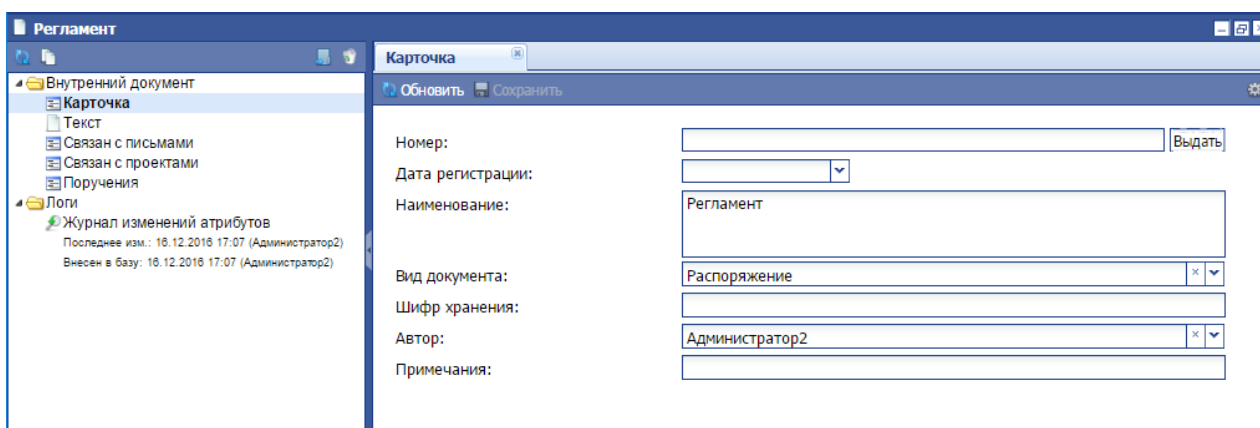 Регламент
Внутренний документ
Карточка
Текст
Связан с письмами
Связан с проектами
Поручения
Логи
Журнал изменений атрибутов
Последнее изм.: 16.12.2016 17:07 (Администратор2)
Внесен в базу: 16.12.2016 17:07 (Администратор2)
Карточка
Обновить Сохранить
Номер: Выдать
Дата регистрации:
Наименование: Регламент
Вид документа: Распоряжение
Шифр хранения:
Автор: Администратор2
Примечания: